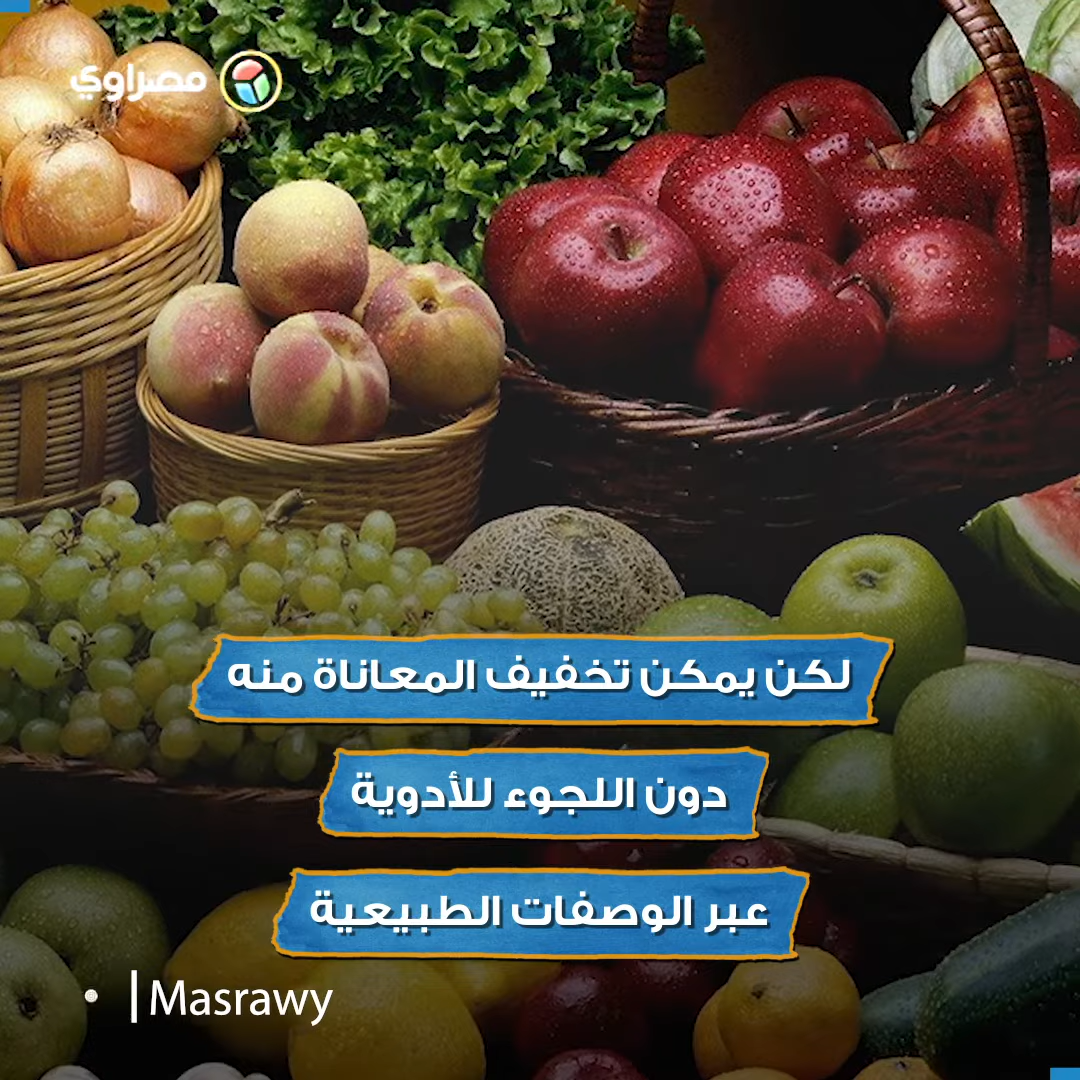 مصراوي
لكن يمكن تخفيف المعاناة منه
دون اللجوء للأدوية
عبر الوصفات الطبيعية
Masrawy